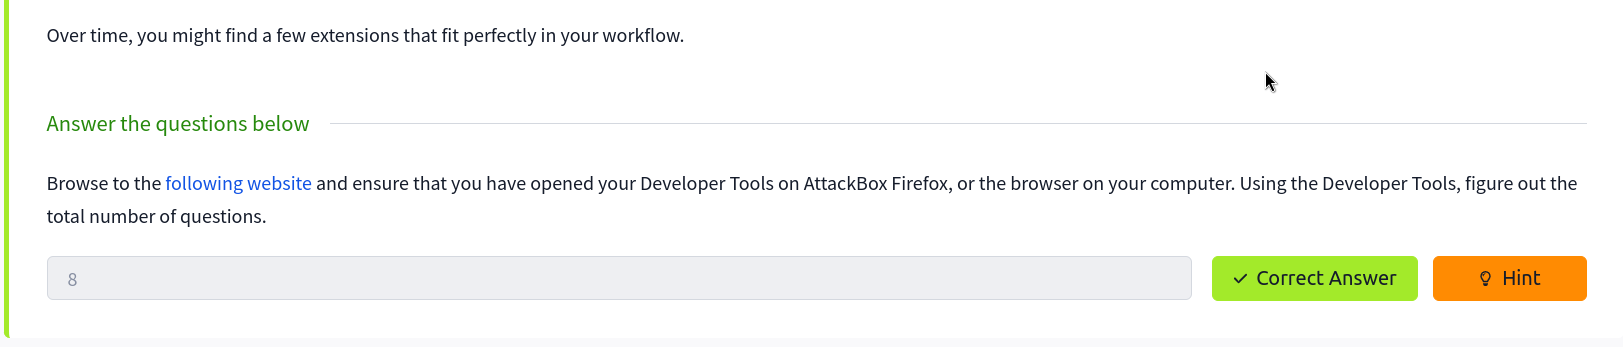 Over time, you might find a few extensions that fit perfectly in your workflow.
Answer the questions below
Browse to the following website and ensure that you have opened your Developer Tools on AttackBox Firefox, or the browser on your computer. Using the Developer Tools, figure out the
total number of questions.
8
Correct Answer
Hint